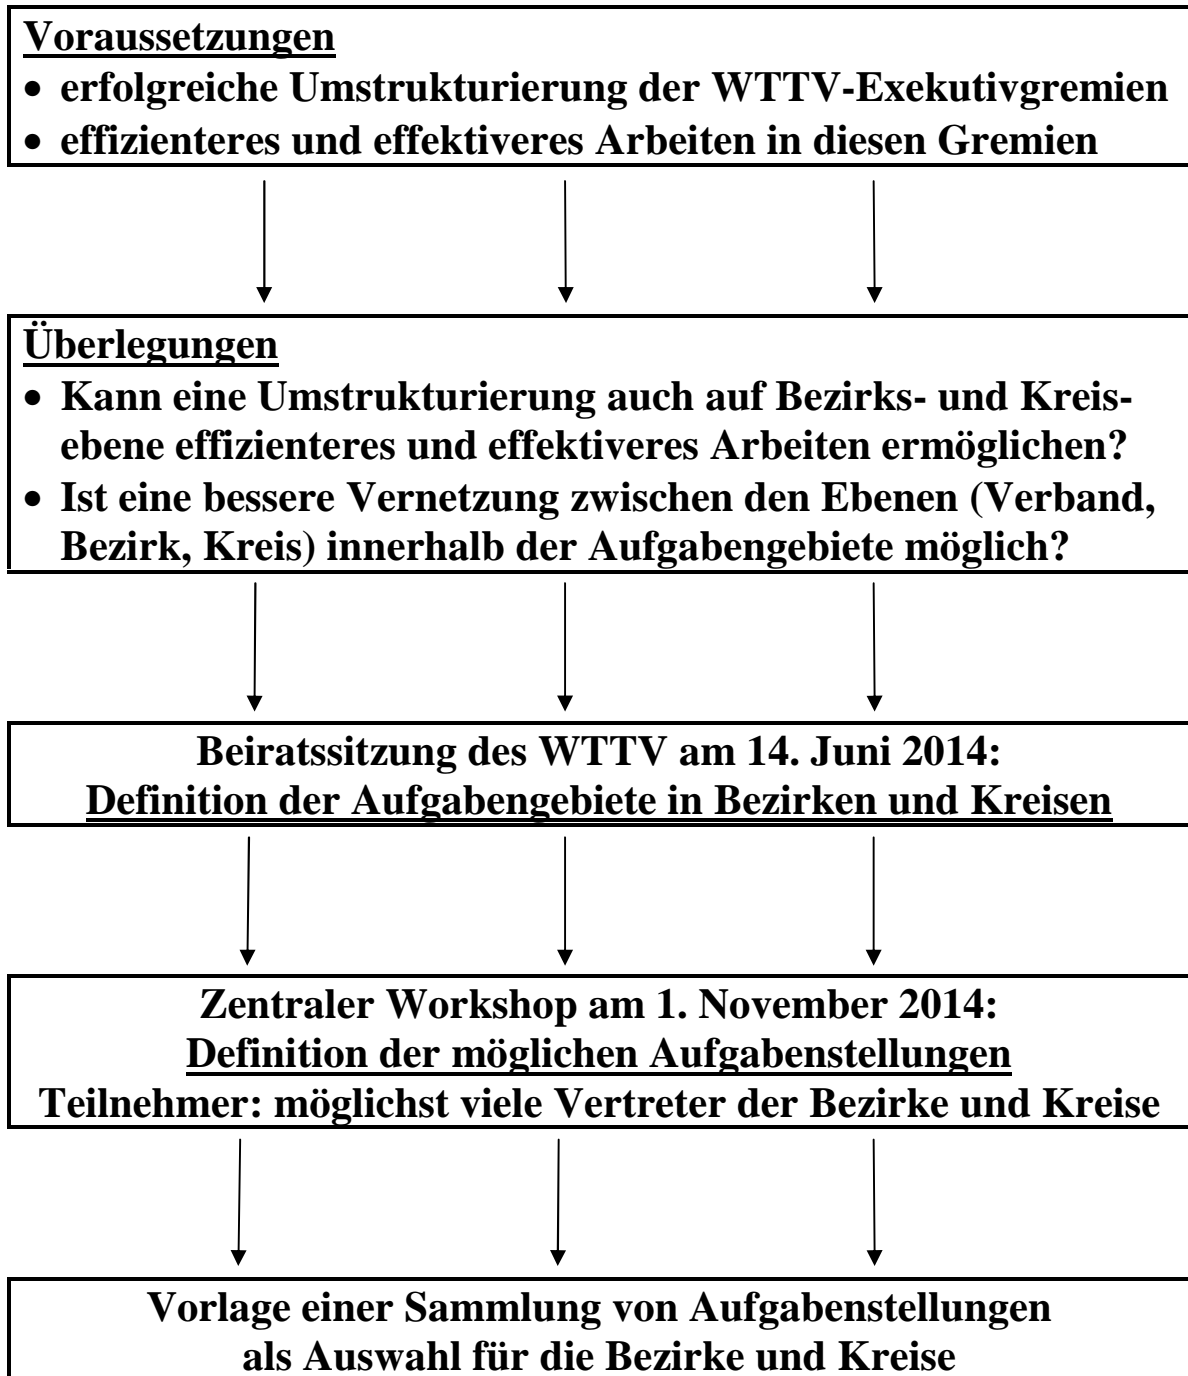 Voraussetzungen
• erfolgreiche Umstrukturierung der WTTV-Exekutivgremien
• effizienteres und effektiveres Arbeiten in diesen Gremien
Überlegungen
• Kann eine Umstrukturierung auch auf Bezirks- und Kreis-
ebene effizienteres und effektiveres Arbeiten ermöglichen?
• Ist eine bessere Vernetzung zwischen den Ebenen (Verband,
Bezirk, Kreis) innerhalb der Aufgabengebiete möglich?
Beiratssitzung des WTTV am 14. Juni 2014:
Definition der Aufgabengebiete in Bezirken und Kreisen
Zentraler Workshop am 1. November 2014:
Definition der möglichen Aufgabenstellungen
Teilnehmer: möglichst viele Vertreter der Bezirke und Kreise
Vorlage einer Sammlung von Aufgabenstellungen
als Auswahl für die Bezirke und Kreise